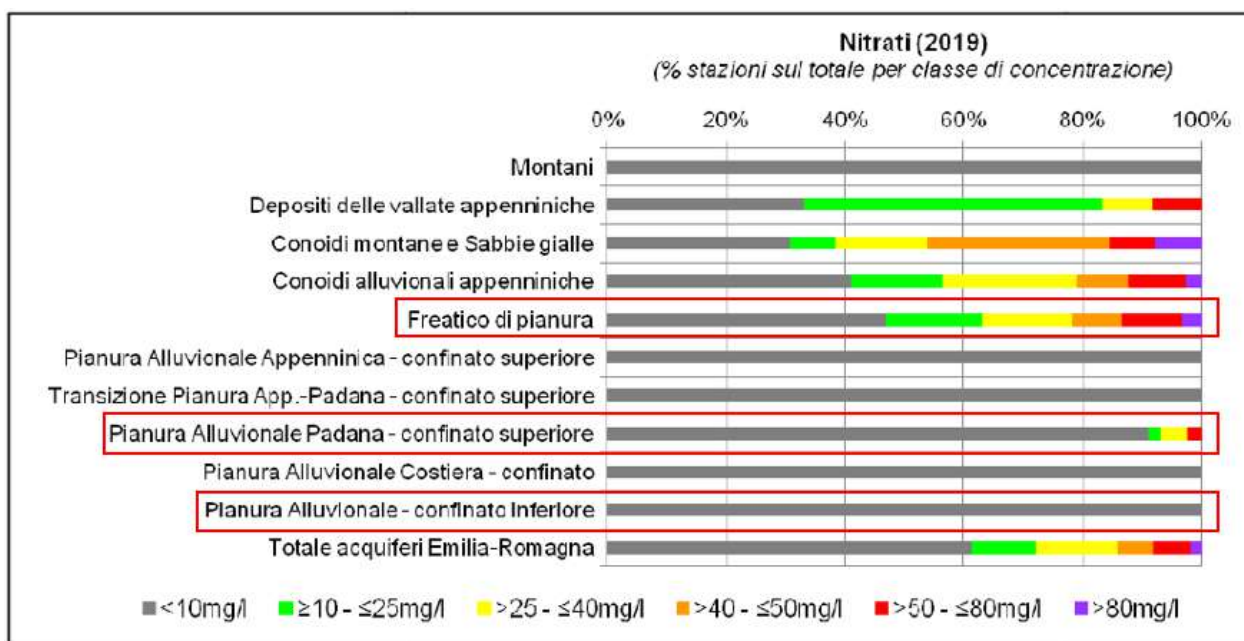 Nitrati (2019)
(% stazioni sul totale per classe di concentrazione)
0% 20% 40% 60% 80% 100%
Montani
Depositi delle vallate appenniniche
Conoidi montane e Sabbie gialle
Conoidi alluvionali appenniniche
Freatico di pianura
Pianura Alluvionale Appenninica - confinato superiore
Transizione Pianura App.-Padana - confinato superiore
Pianura Alluvionale Padana - confinato superiore
Pianura Alluvionale Costiera - confinato
Pianura Alluvionale - confinato inferiore
Totale acquiferi Emilia-Romagna
<10mg/l ≥10 - ≤25mg/l >25 - ≤40mg/l >40 - ≤50mg/l >50 - ≤80mg/l >80mg/l